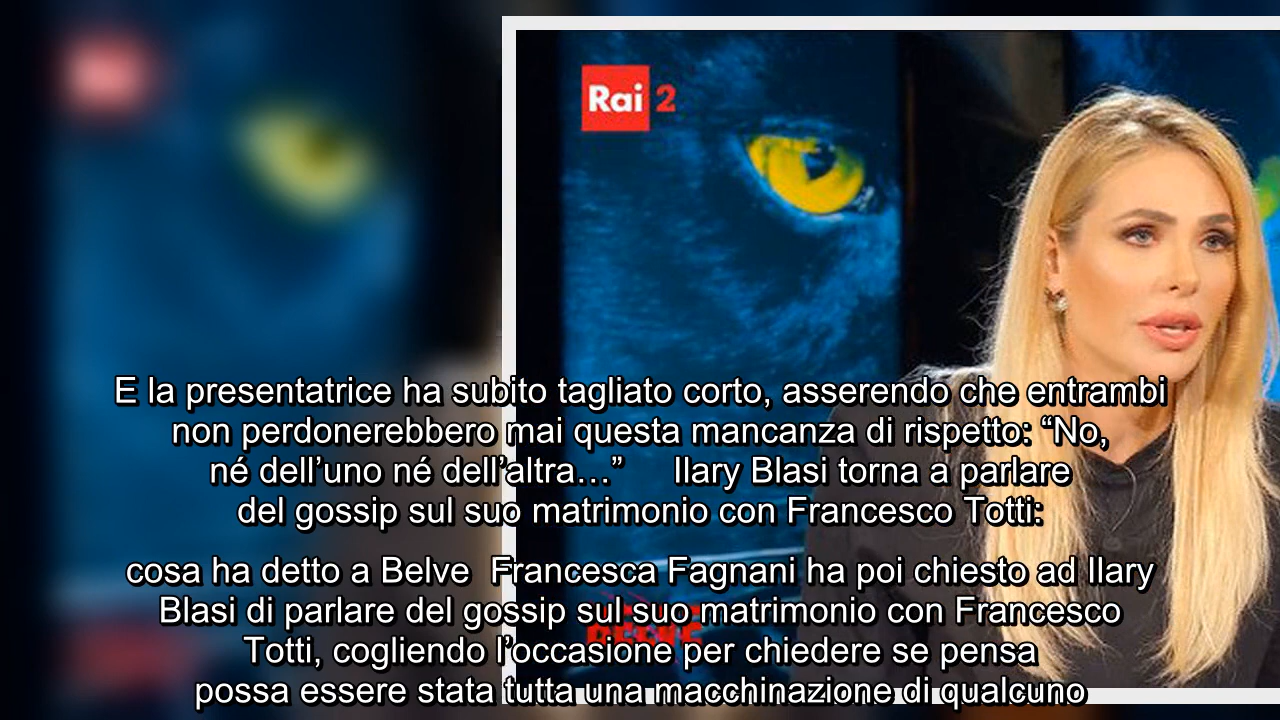 Rai 2
E la presentatrice ha subito tagliato corto, asserendo che entrambi
non perdonerebbero mai questa mancanza di rispetto: “No,
né dell’uno né dell’altra…” Ilary Blasi torna a parlare
del gossip sul suo matrimonio con Francesco Totti:
cosa ha detto a Belve Francesca Fagnani ha poi chiesto ad Ilary
Blasi di parlare del gossip sul suo matrimonio con Francesco
BELVE
Totti, cogliendo l’occasione per chiedere se pensa
possa essere stata tutta una macchinazione di qualcuno